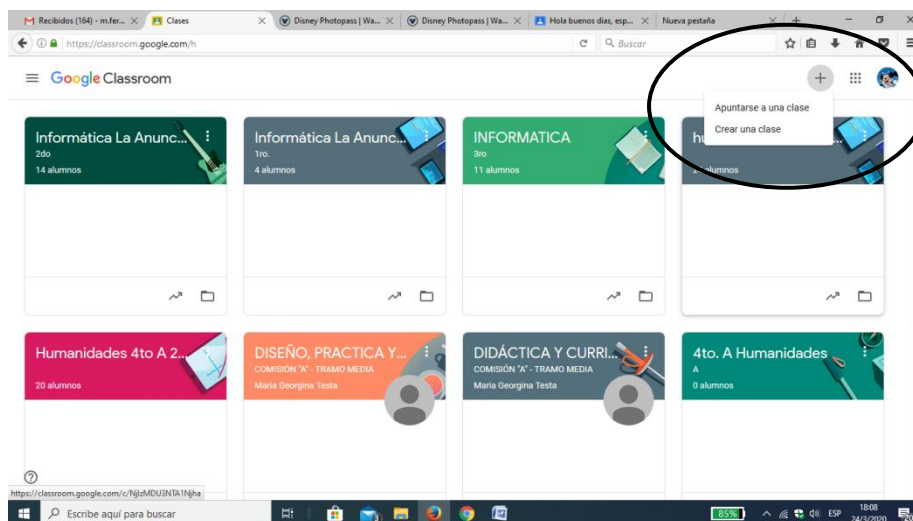 Recibidos (164) - m.fer...
Clases
Disney Photopass | Wa...
Disney Photopass | Wa...
Hola buenos dias, esp...
Nueva pestaña
https://classroom.google.com/h
Buscar
Google Classroom
Apuntarse a una clase
Crear una clase
Informática La Anunc...
2do
14 alumnos
Informática La Anunc...
1ro.
4 alumnos
INFORMATICA
3ro
11 alumnos
alumnos
Humanidades 4to A 2...
20 alumnos
DISEÑO, PRACTICA Y...
COMISIÓN "A" - TRAMO MEDIA
Maria Georgina Testa
DIDÁCTICA Y CURRI...
COMISIÓN "A" - TRAMO MEDIA
Maria Georgina Testa
4to. A Humanidades
A
0 alumnos
https://classroom.google.com/c/NjIzMDU3NTA1Njha
Escribe aquí para buscar
85%
ESP
18:08
24/3/2020